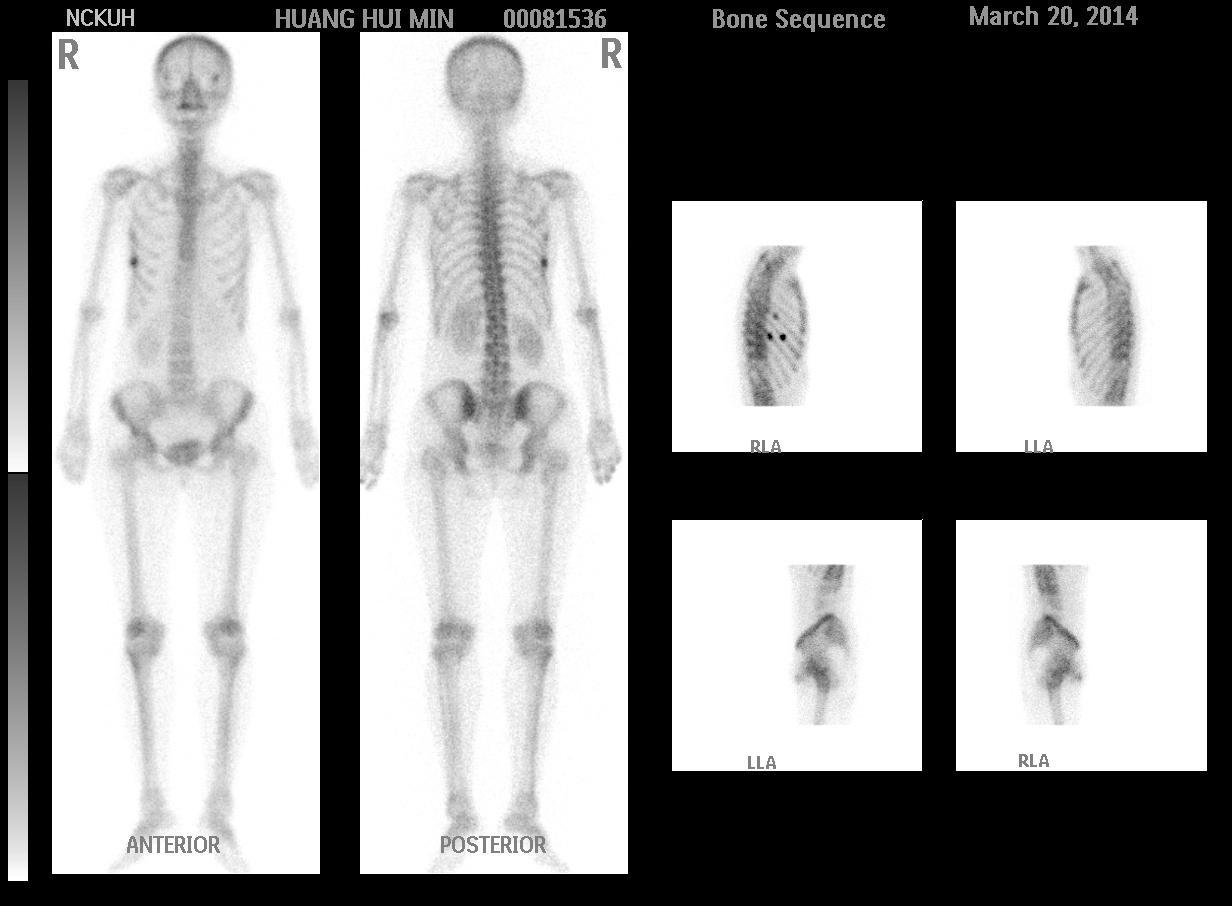 NCKUH HUANG HUI MIN 00081536 Bone Sequence March 20, 2014
R R
RLA LLA
LLA RLA
ANTERIOR POSTERIOR